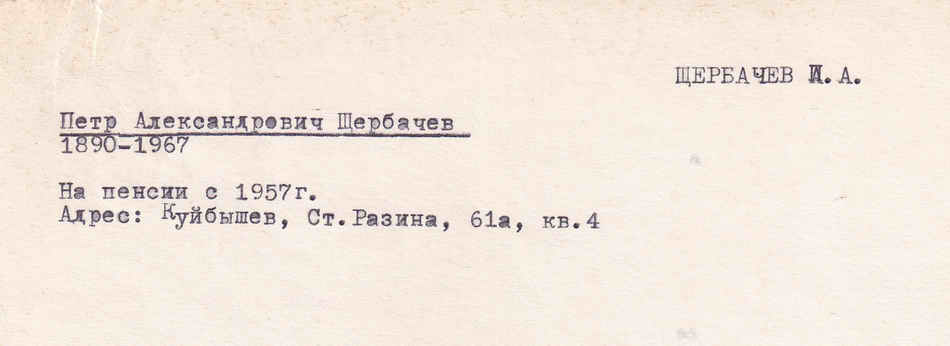 ЩЕРБАЧЕВ П.А.
Петр Александрович Щербачев
1890-1967
На пенсии с 1957г.
Адрес: Куйбышев, Ст.Разина, 61а, кв.4